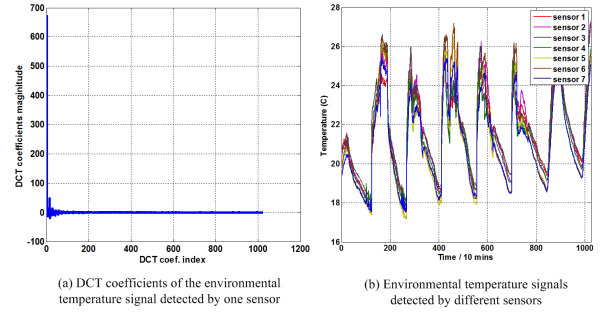 700
600
500
400
300
200
100
0
-100
0 200 400 600 800 1000 1200
DCT coefficients maginitude
DCT coef. index
(a) DCT coefficients of the environmental
temperature signal detected by one sensor
28
26
24
22
20
18
16
0 200 400 600 800 1000
Temperature (C)
Time / 10 mins
sensor 1
sensor 2
sensor 3
sensor 4
sensor 5
sensor 6
sensor 7
(b) Environmental temperature signals
detected by different sensors